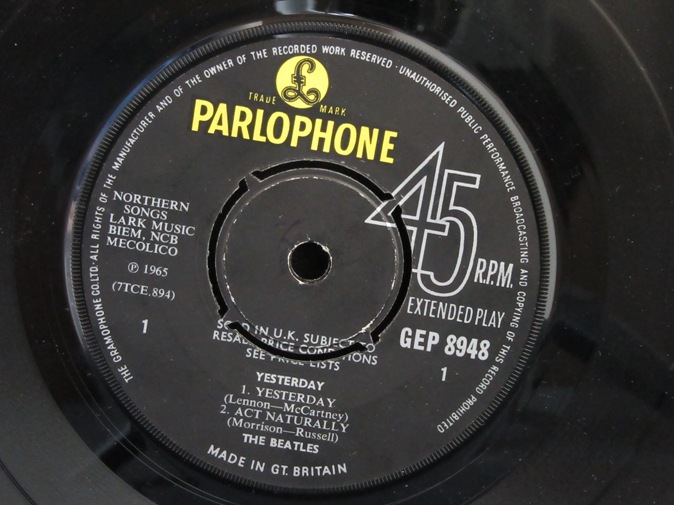 THE GRAMOPHONE CO. LTD. · ALL RIGHTS OF THE MANUFACTURER AND OF THE OWNER OF THE RECORDED WORK RESERVED · UNAUTHORISED PUBLIC PERFORMANCE BROADCASTING AND COPYING OF THIS RECORD PROHIBITED
£
TRADE MARK
PARLOPHONE
45
R.P.M.
EXTENDED PLAY
GEP 8948
1
NORTHERN
SONGS
LARK MUSIC
BIEM, NCB
MECOLICO
℗ 1965
(7TCE.894)
1
SOLD IN U.K. SUBJECT TO
RESALE PRICE CONDITIONS
SEE PRICE LISTS
YESTERDAY
1. YESTERDAY
(Lennon—McCartney)
2. ACT NATURALLY
(Morrison—Russell)
THE BEATLES
MADE IN GT. BRITAIN